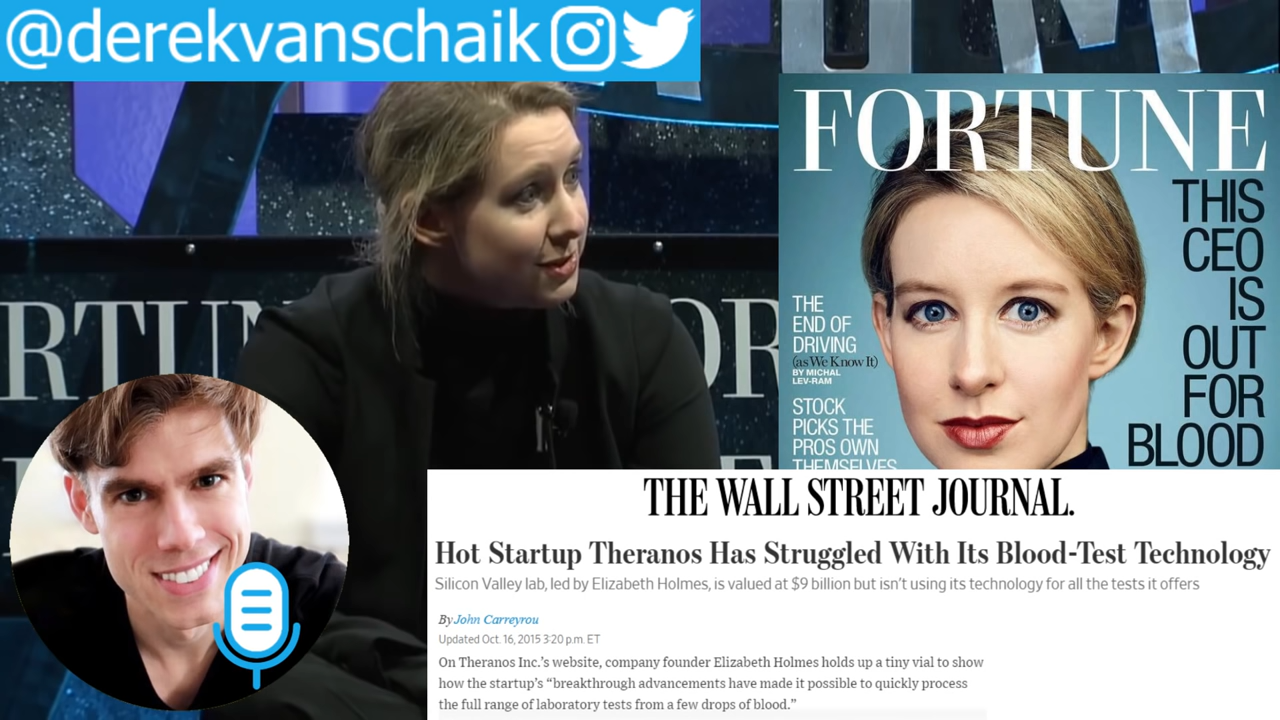 @derekvanschaik
FORTUNE
THIS
CEO
IS
OUT
FOR
BLOOD
THE
END OF
DRIVING
(as We Know It)
BY MICHAL
LEV-RAM
STOCK
PICKS THE
PROS OWN
THEMSELVES
RTUN
OR
THE WALL STREET JOURNAL.
Hot Startup Theranos Has Struggled With Its Blood-Test Technology
Silicon Valley lab, led by Elizabeth Holmes, is valued at $9 billion but isn’t using its technology for all the tests it offers
By John Carreyrou
Updated Oct. 16, 2015 3:20 p.m. ET
On Theranos Inc.’s website, company founder Elizabeth Holmes holds up a tiny vial to show
how the startup’s “breakthrough advancements have made it possible to quickly process
the full range of laboratory tests from a few drops of blood.”